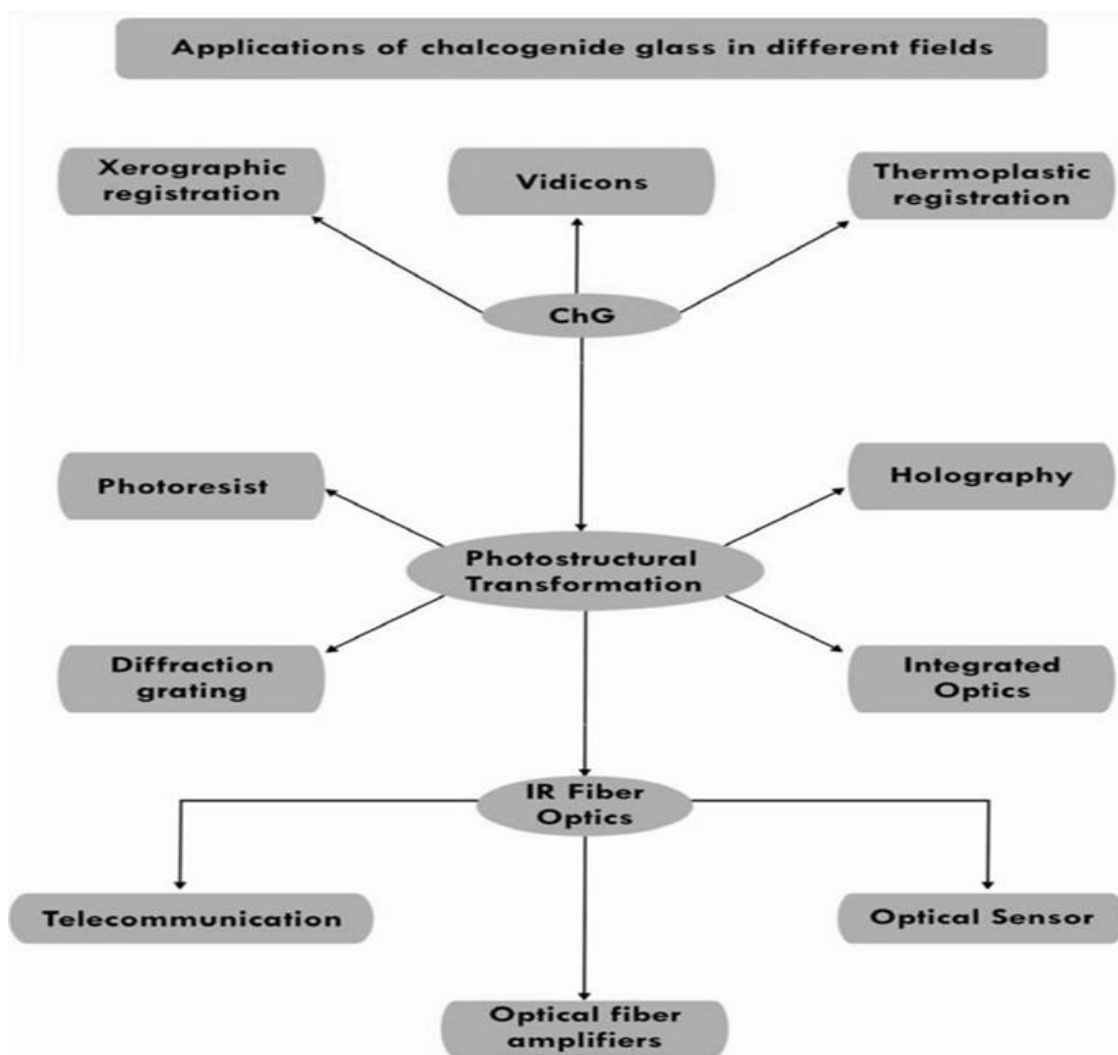 Applications of chalcogenide glass in different fields
Xerographic
registration
Vidicons
Thermoplastic
registration
ChG
Photoresist
Holography
Photostructural
Transformation
Diffraction
grating
Integrated
Optics
IR Fiber
Optics
Telecommunication
Optical Sensor
Optical fiber
amplifiers